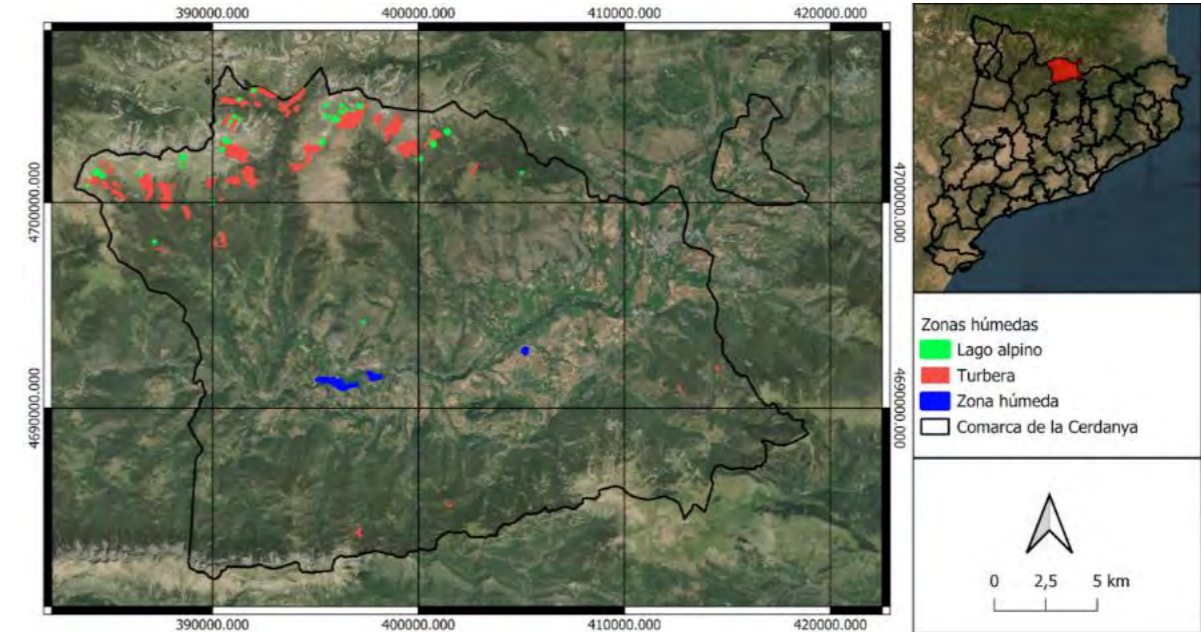 390000.000 400000.000 410000.000 420000.000
4700000.000
4700000.000
4690000.000
4690000.000
390000.000 400000.000 410000.000 420000.000
Zonas húmedas
Lago alpino
Turbera
Zona húmeda
Comarca de la Cerdanya
0 2,5 5 km